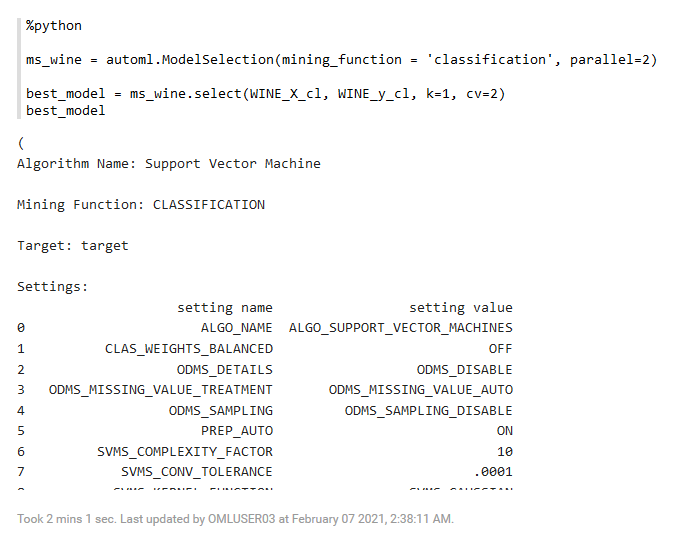 %python
ms_wine = automl.ModelSelection(mining_function = 'classification', parallel=2)
best_model = ms_wine.select(WINE_X_cl, WINE_y_cl, k=1, cv=2)
best_model
(
Algorithm Name: Support Vector Machine
Mining Function: CLASSIFICATION
Target: target
Settings:
setting name setting value
0 ALGO_NAME ALGO_SUPPORT_VECTOR_MACHINES
1 CLAS_WEIGHTS_BALANCED OFF
2 ODMS_DETAILS ODMS_DISABLE
3 ODMS_MISSING_VALUE_TREATMENT ODMS_MISSING_VALUE_AUTO
4 ODMS_SAMPLING ODMS_SAMPLING_DISABLE
5 PREP_AUTO ON
6 SVMS_COMPLEXITY_FACTOR 10
7 SVMS_CONV_TOLERANCE .0001
Took 2 mins 1 sec. Last updated by OMLUSER03 at February 07 2021, 2:38:11 AM.